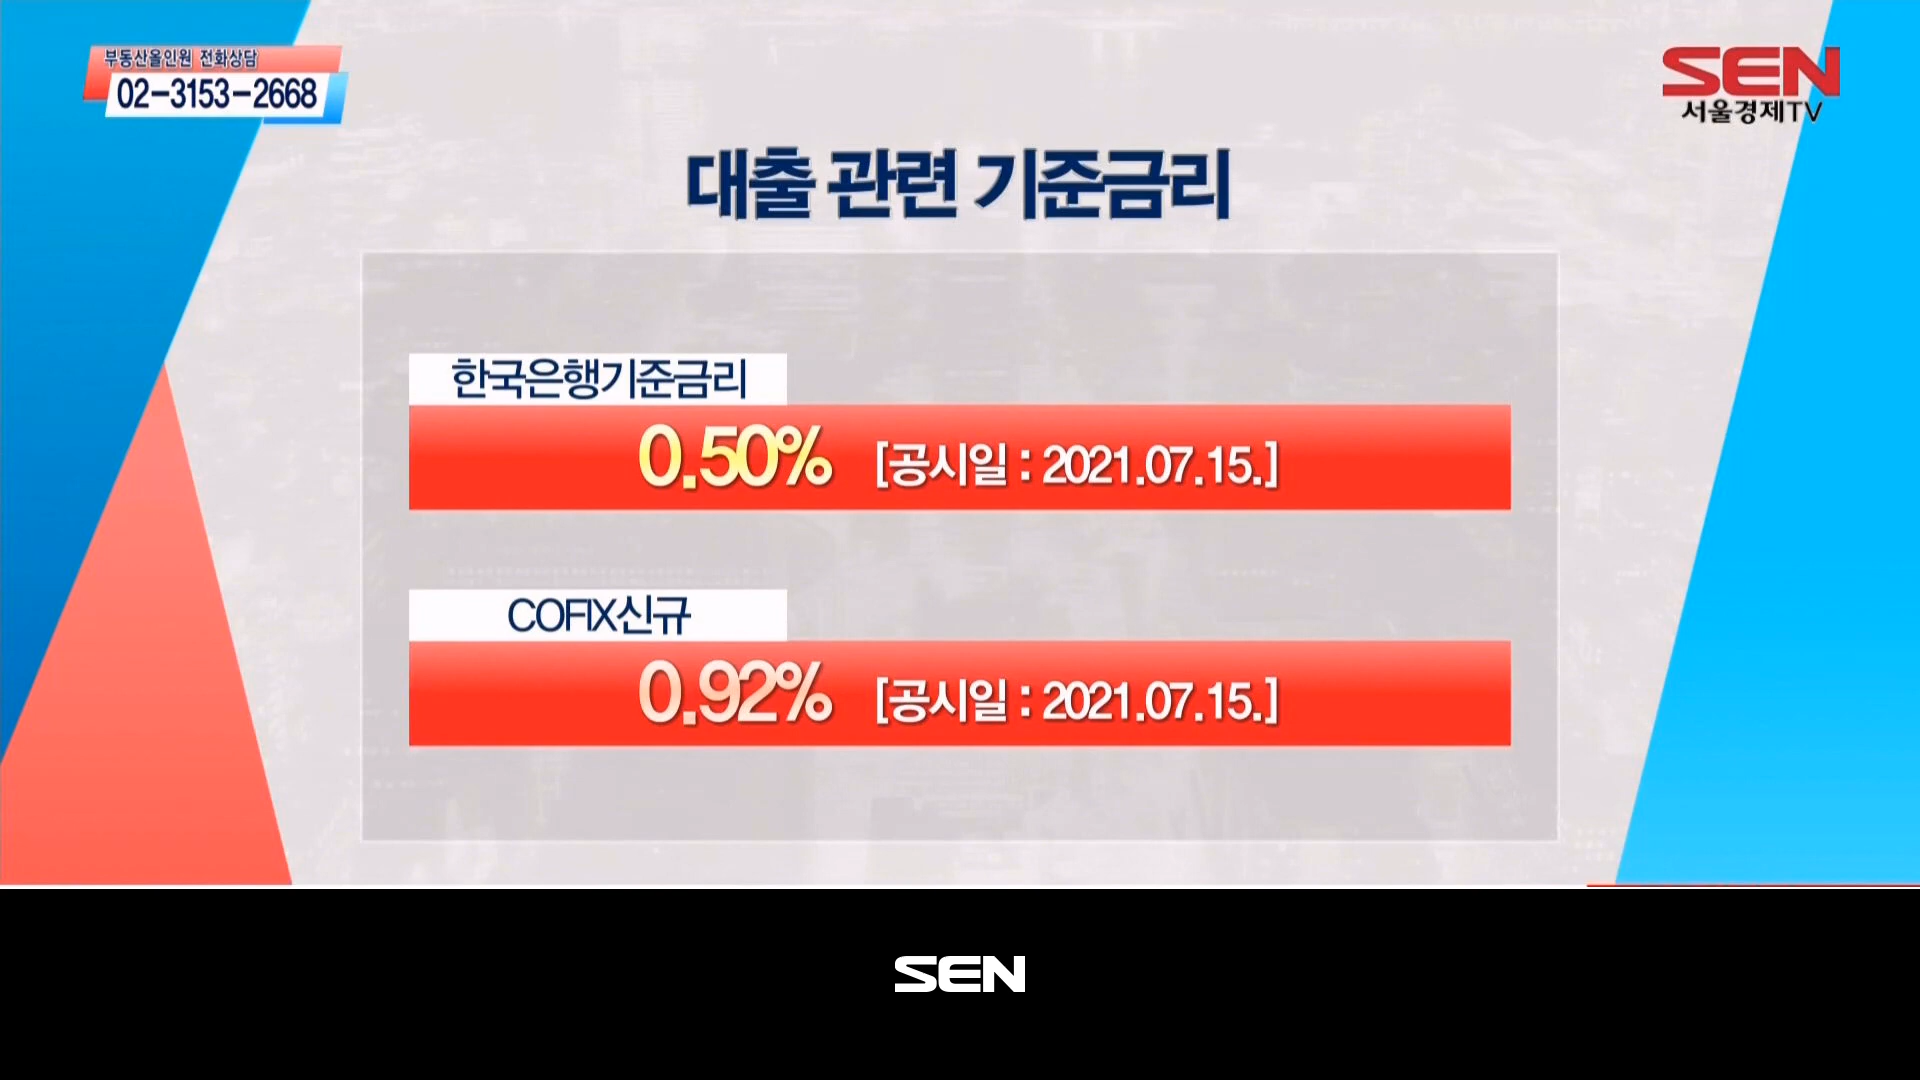 부동산올인원 전화상담
02-3153-2668
SEN
서울경제TV
대출 관련 기준금리
한국은행기준금리
0.50% [공시일 : 2021.07.15.]
COFIX신규
0.92% [공시일 : 2021.07.15.]
SEN